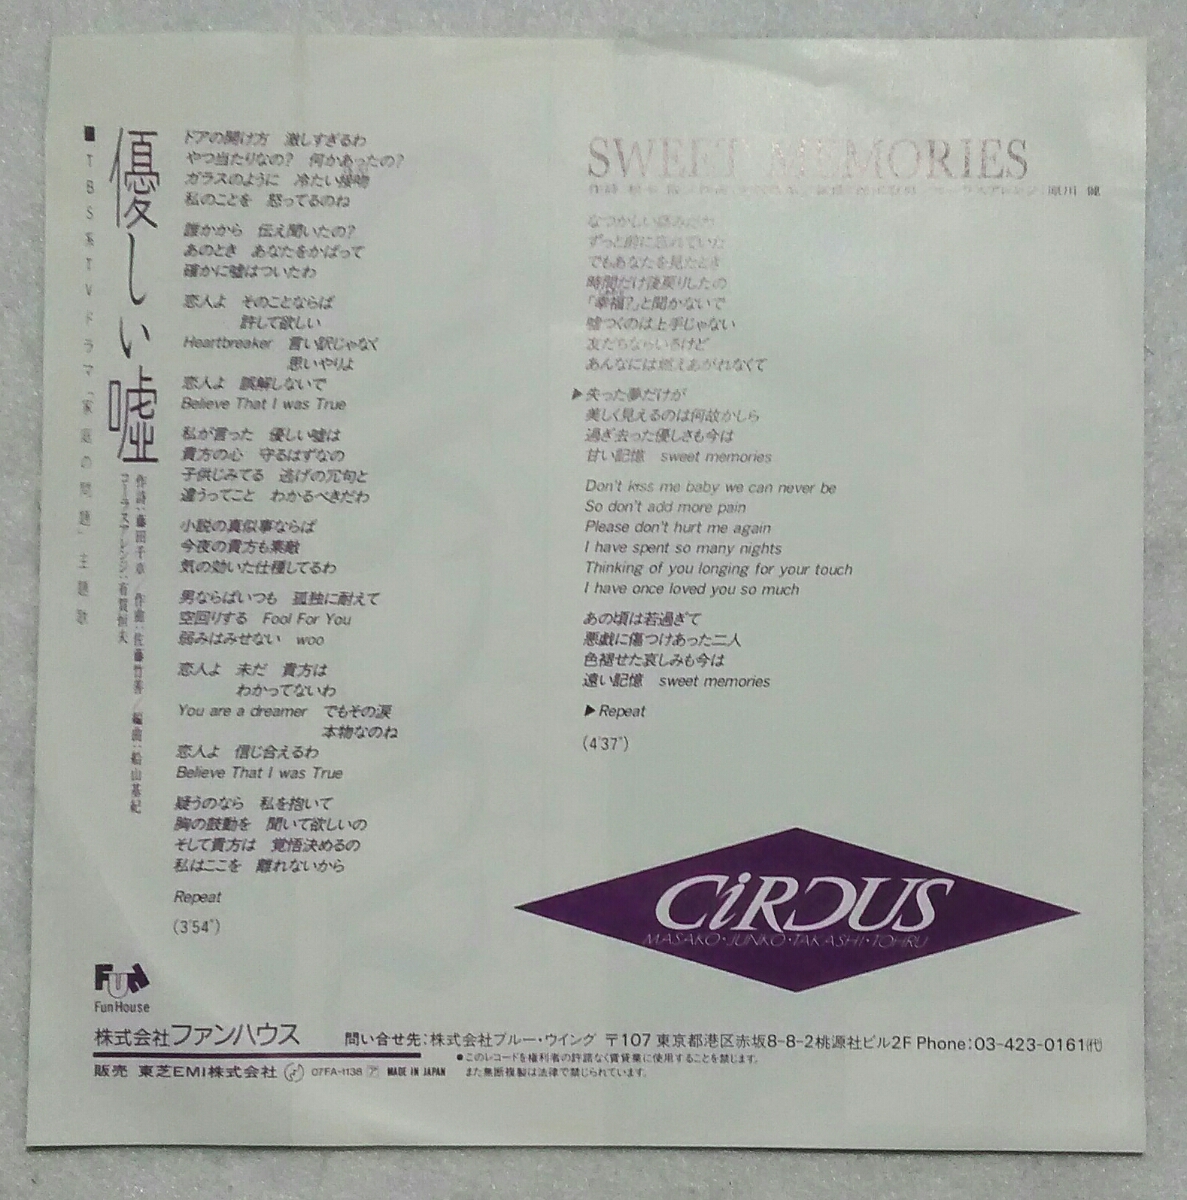 ■TBS系TVドラマ「家庭の問題」主題歌
優しい嘘
作詩:藤田千章 作曲:佐藤竹善/編曲:船山基紀
コーラスアレンジ:有賀恒夫
ドアの開け方 激しすぎるわ
やつ当たりなの? 何かあったの?
ガラスのように 冷たい接吻
私のことを 怒ってるのね
誰かから 伝え聞いたの?
あのとき あなたをかばって
確かに嘘はついたわ
恋人よ そのことならば
許して欲しい
Heartbreaker 言い訳じゃなく
思いやりよ
恋人よ 誤解しないで
Believe That I was True
私が言った 優しい嘘は
貴方の心 守るはずなの
子供じみてる 逃げの冗句と
違うってこと わかるべきだわ
小説の真似事ならば
今夜の貴方も素敵
気の効いた仕種してるわ
男ならばいつも 孤独に耐えて
空回りする Fool For You
弱みはみせない woo
恋人よ 未だ 貴方は
わかってないわ
You are a dreamer でもその涙
本物なのね
恋人よ 信じ合えるわ
Believe That I was True
疑うのなら 私を抱いて
胸の鼓動を 聞いて欲しいの
そして貴方は 覚悟決めるの
私はここを 離れないから
Repeat
(3'54")
SWEET MEMORIES
コーラスアレンジ:原川 健
なつかしい痛みだわ
ずっと前に忘れていた
でもあなたを見たとき
時間だけ後戻りしたの
「幸福?」と聞かないで
嘘つくのは上手じゃない
友だちならいるけど
あんなには燃えあがれなくて
▶失った夢だけが
美しく見えるのは何故かしら
過ぎ去った優しさも今は
甘い記憶 sweet memories
Don't kiss me baby we can never be
So don't add more pain
Please don't hurt me again
I have spent so many nights
Thinking of you longing for your touch
I have once loved you so much
あの頃は若過ぎて
悪戯に傷つけあった二人
色褪せた哀しみも今は
遠い記憶 sweet memories
▶Repeat
(4'37")
CiRCUS
MASAKO・JUNKO・TAKASHI・TOHRU
FUN
Fun House
株式会社ファンハウス 問い合せ先:株式会社ブルー・ウイング 〒107 東京都港区赤坂8-8-2桃源社ビル2F Phone:03-423-0161㈹
販売 東芝EMI株式会社 07FA-1138 ア MADE IN JAPAN
●このレコードを権利者の許諾なく賃貸業に使用することを禁じます。
また無断複製は法律で禁じられています。